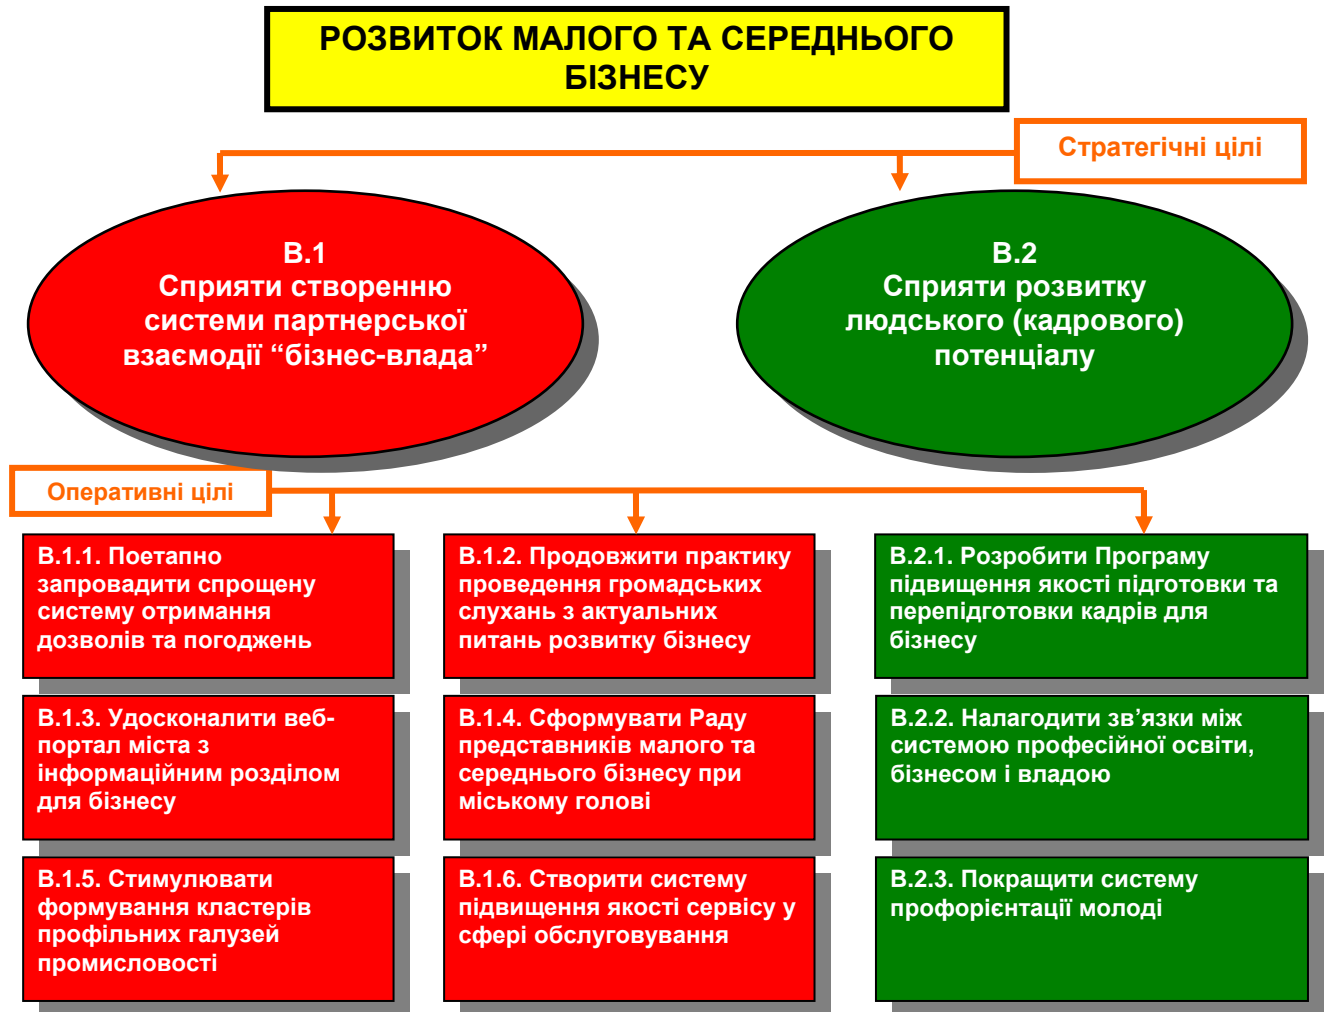 РОЗВИТОК МАЛОГО ТА СЕРЕДНЬОГО
БІЗНЕСУ
Стратегічні цілі
В.1
Сприяти створенню
системи партнерської
взаємодії “бізнес-влада”
В.2
Сприяти розвитку
людського (кадрового)
потенціалу
Оперативні цілі
В.1.1. Поетапно
запровадити спрощену
систему отримання
дозволів та погоджень
В.1.2. Продовжити практику
проведення громадських
слухань з актуальних
питань розвитку бізнесу
В.2.1. Розробити Програму
підвищення якості підготовки та
перепідготовки кадрів для
бізнесу
В.1.3. Удосконалити веб-
портал міста з
інформаційним розділом
для бізнесу
В.1.4. Сформувати Раду
представників малого та
середнього бізнесу при
міському голові
В.2.2. Налагодити зв’язки між
системою професійної освіти,
бізнесом і владою
В.1.5. Стимулювати
формування кластерів
профільних галузей
промисловості
В.1.6. Створити систему
підвищення якості сервісу у
сфері обслуговування
В.2.3. Покращити систему
профорієнтації молоді